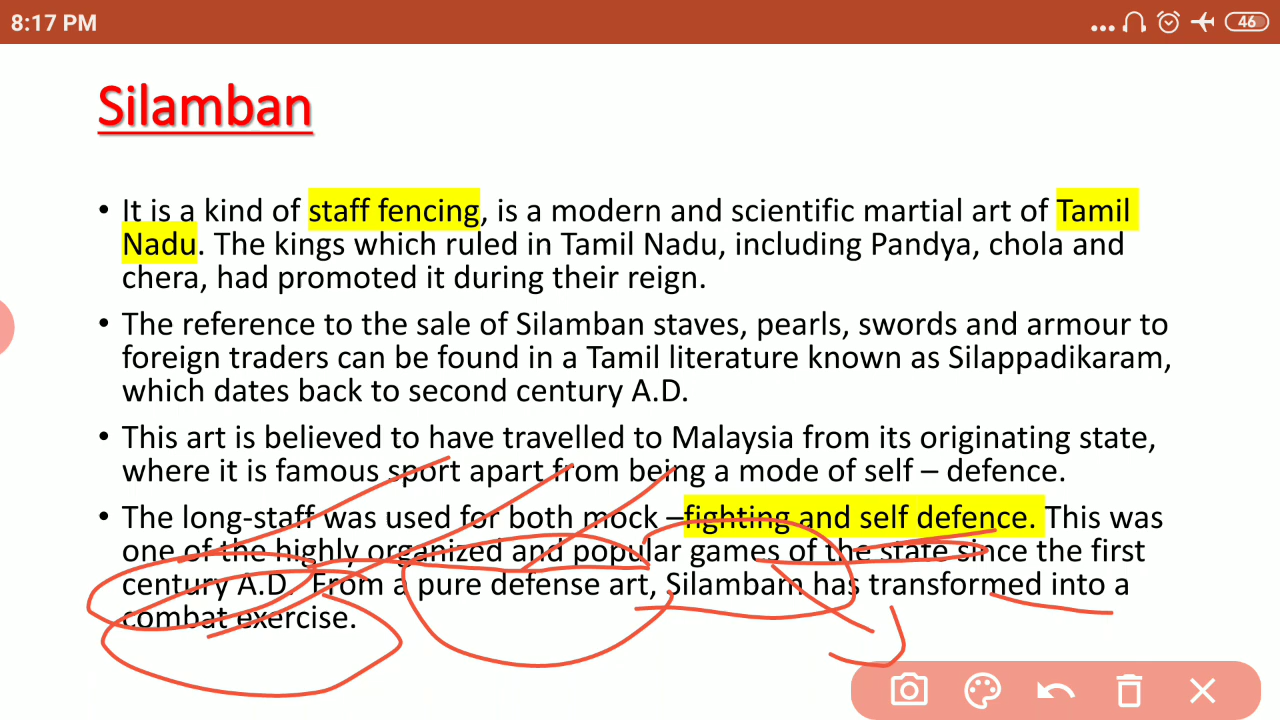 8:17 PM
46
Silamban
• It is a kind of staff fencing, is a modern and scientific martial art of Tamil
Nadu. The kings which ruled in Tamil Nadu, including Pandya, chola and
chera, had promoted it during their reign.
• The reference to the sale of Silamban staves, pearls, swords and armour to
foreign traders can be found in a Tamil literature known as Silappadikaram,
which dates back to second century A.D.
• This art is believed to have travelled to Malaysia from its originating state,
where it is famous sport apart from being a mode of self – defence.
• The long-staff was used for both mock –fighting and self defence. This was
one of the highly organized and popular games of the state since the first
century A.D. From a pure defense art, Silambam has transformed into a
combat exercise.